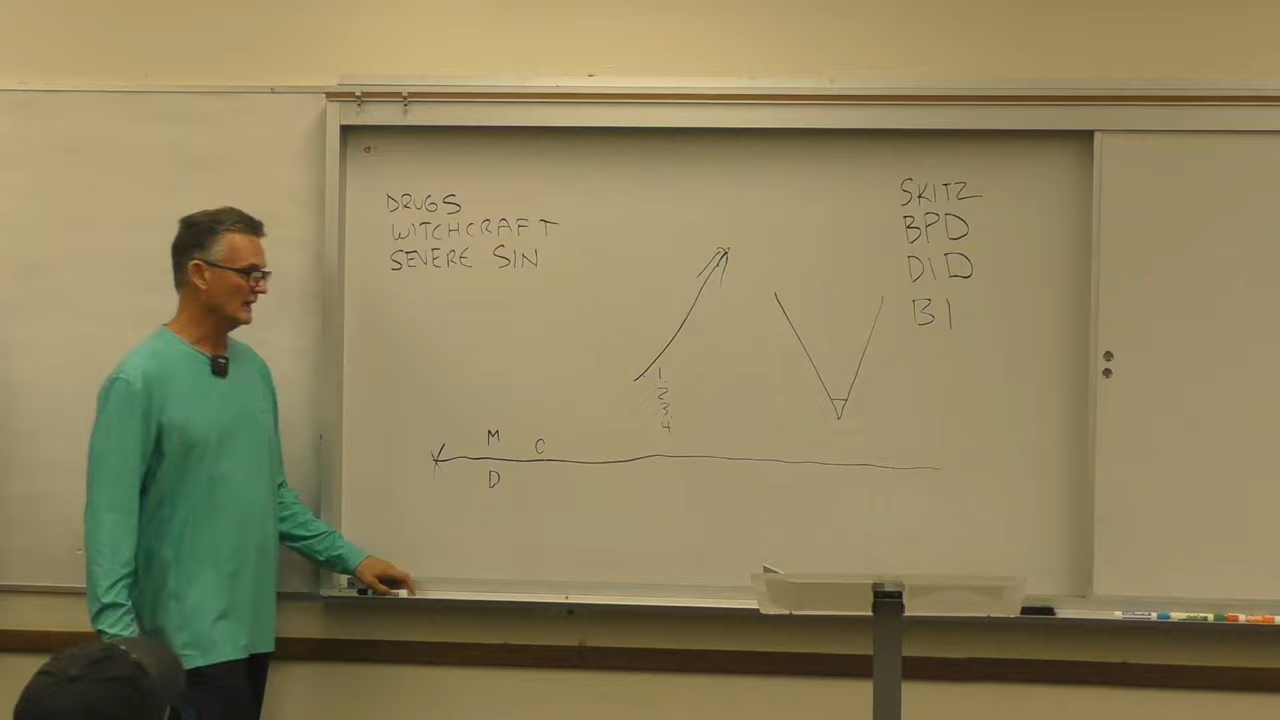 DRUGS
WITCHCRAFT
SEVERE SIN
SKITZ
BPD
DID
BI
1.
2
3.
4
M
C
D